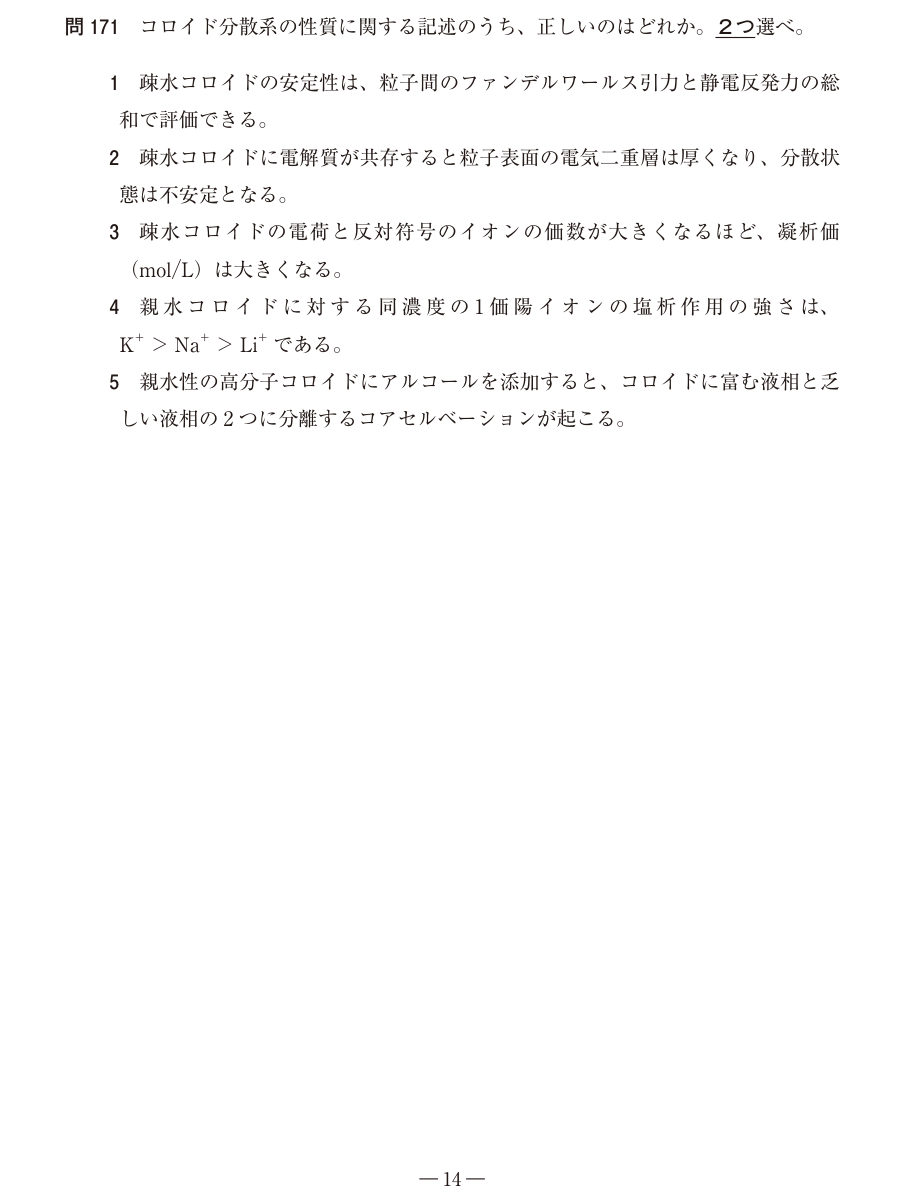 問 171　コロイド分散系の性質に関する記述のうち、正しいのはどれか。２つ選べ。
1　疎水コロイドの安定性は、粒子間のファンデルワールス引力と静電反発力の総
和で評価できる。
2　疎水コロイドに電解質が共存すると粒子表面の電気二重層は厚くなり、分散状
態は不安定となる。
3　疎水コロイドの電荷と反対符号のイオンの価数が大きくなるほど、凝析価
（mol/L）は大きくなる。
4　親水コロイドに対する同濃度の1価陽イオンの塩析作用の強さは、
K⁺ ＞ Na⁺ ＞ Li⁺ である。
5　親水性の高分子コロイドにアルコールを添加すると、コロイドに富む液相と乏
しい液相の２つに分離するコアセルベーションが起こる。
— 14 —